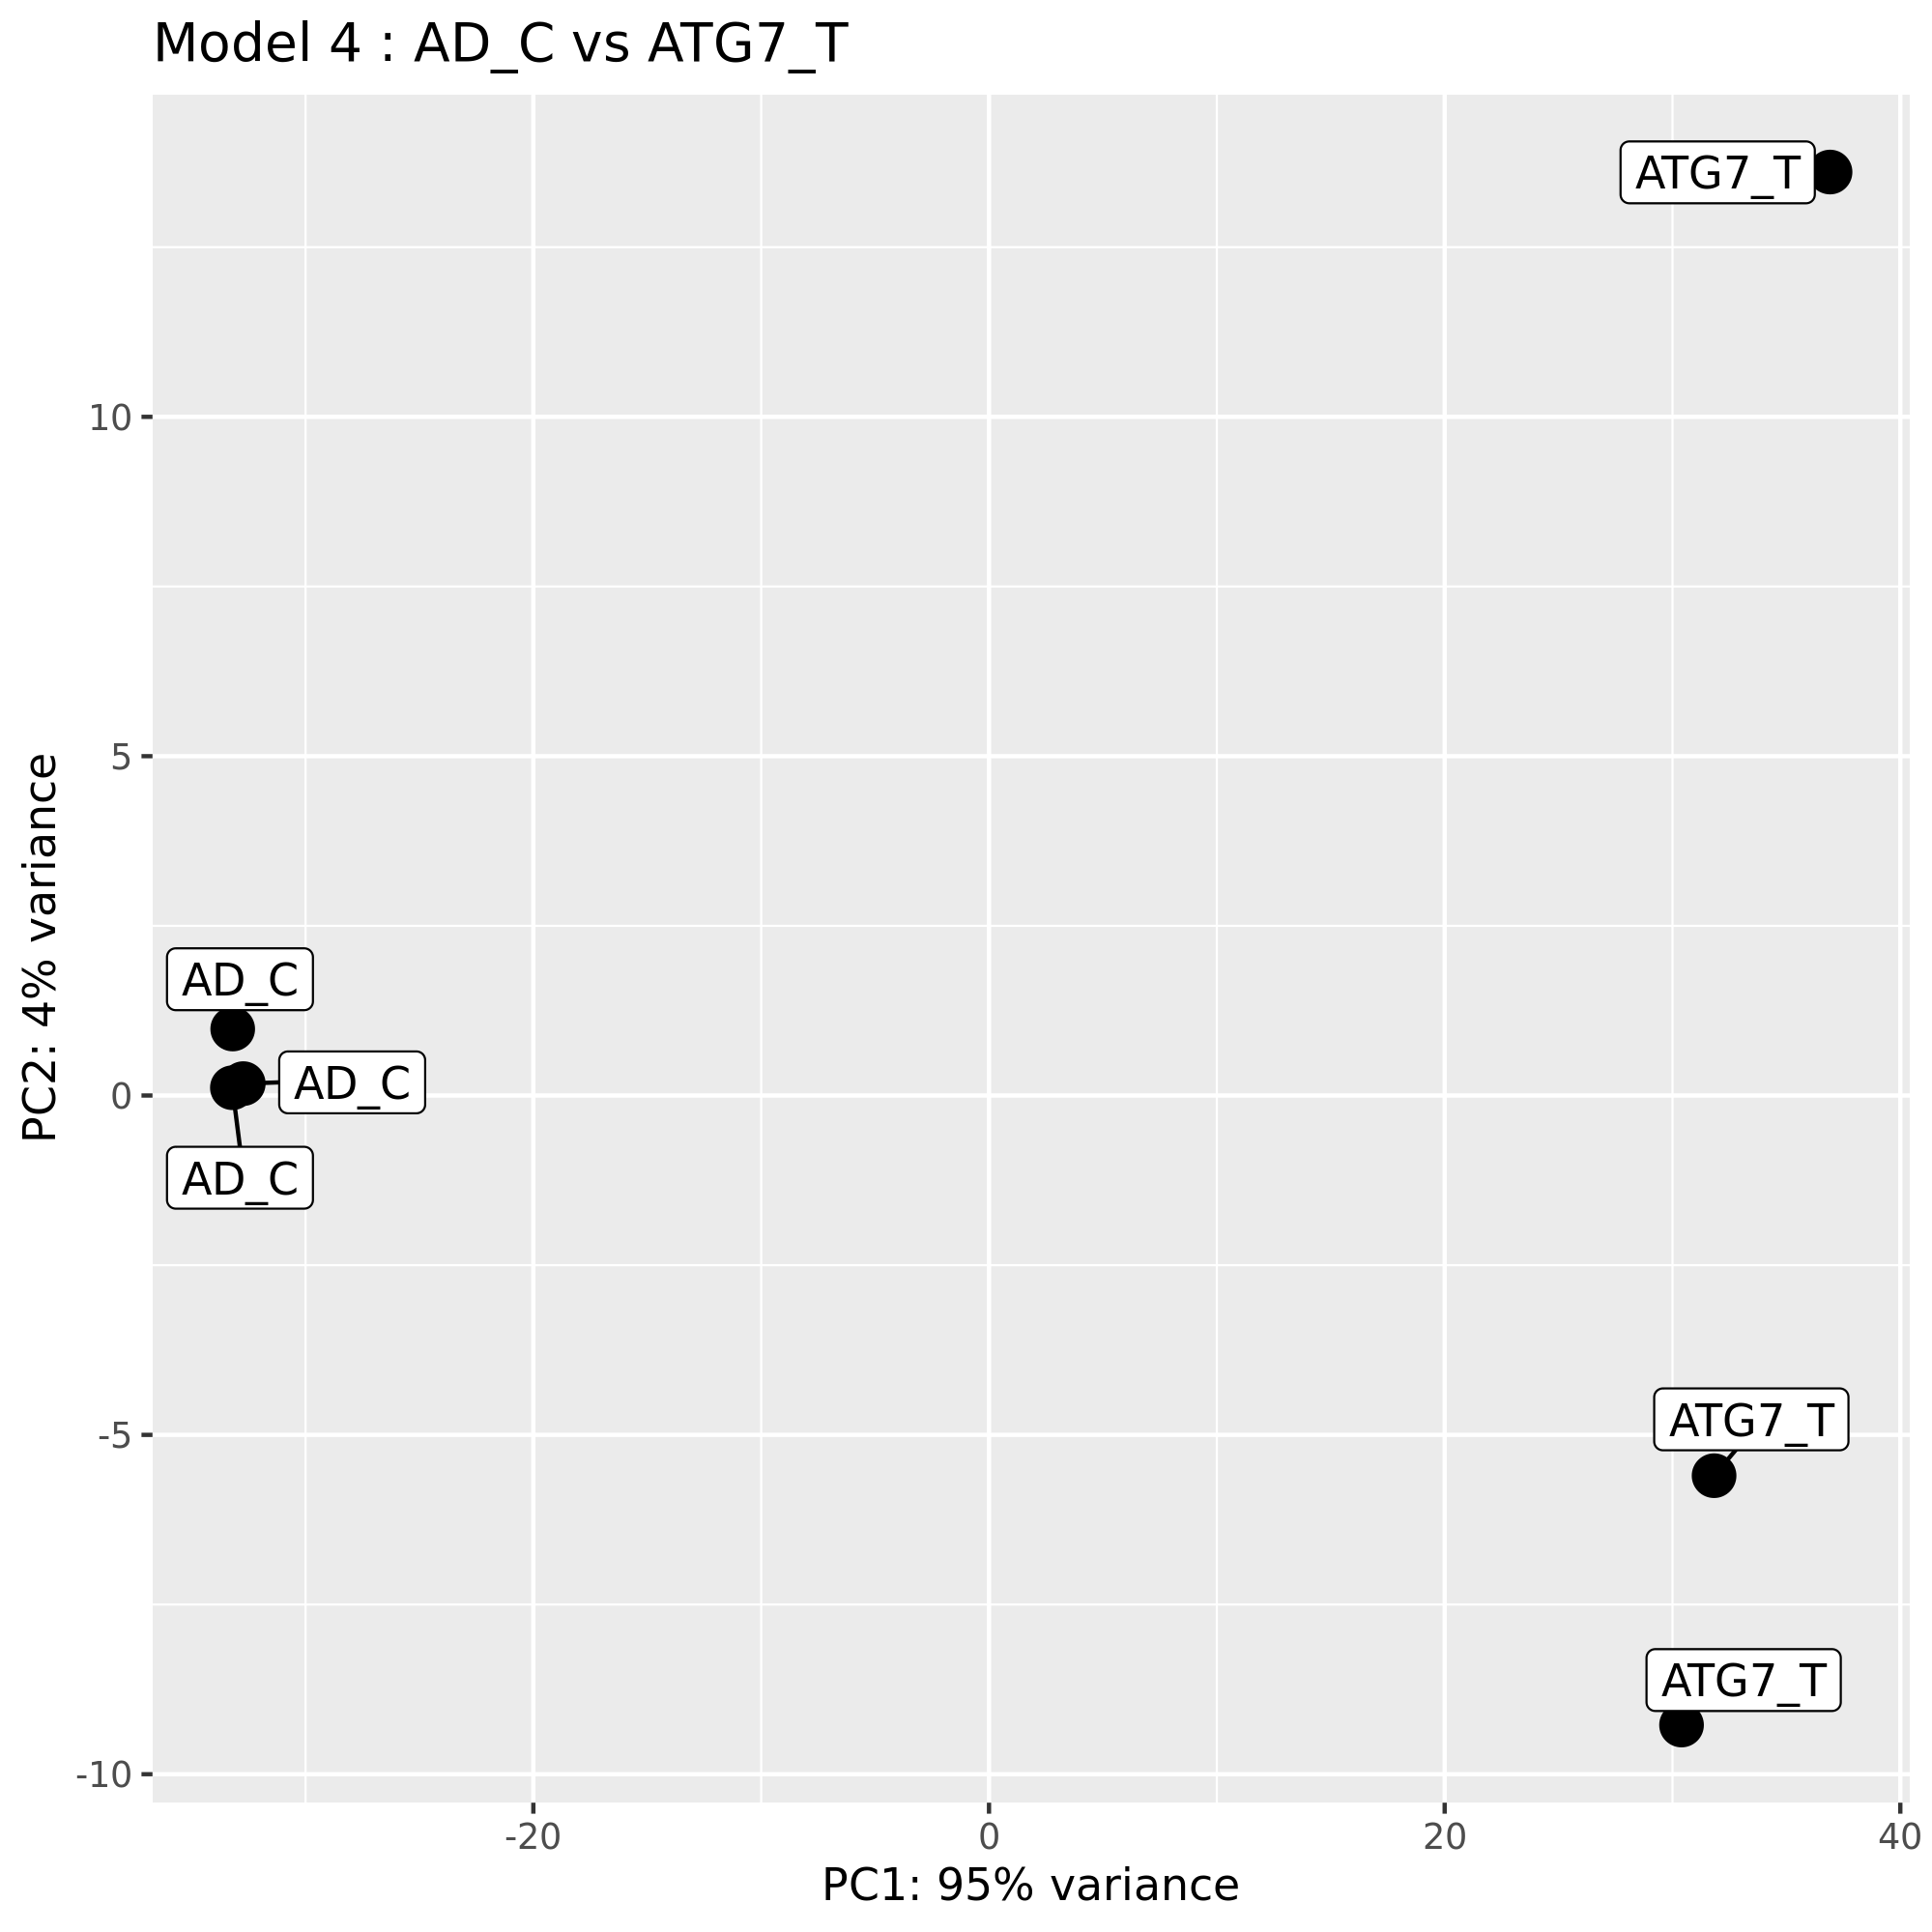 Model 4 : AD_C vs ATG7_T
ATG7_T
10
5
AD_C
0
AD_C
AD_C
ATG7_T
-5
ATG7_T
-10
-20
0
20
40
PC1: 95% variance
PC2: 4% variance